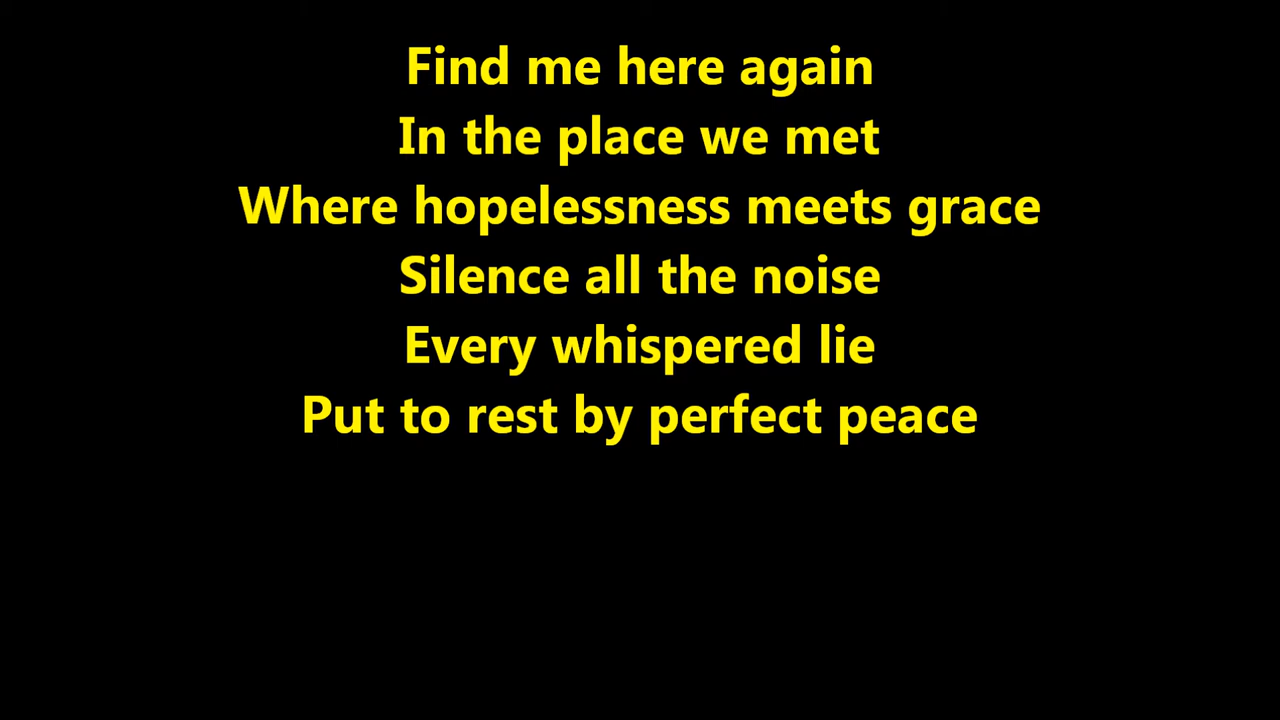 Find me here again
In the place we met
Where hopelessness meets grace
Silence all the noise
Every whispered lie
Put to rest by perfect peace